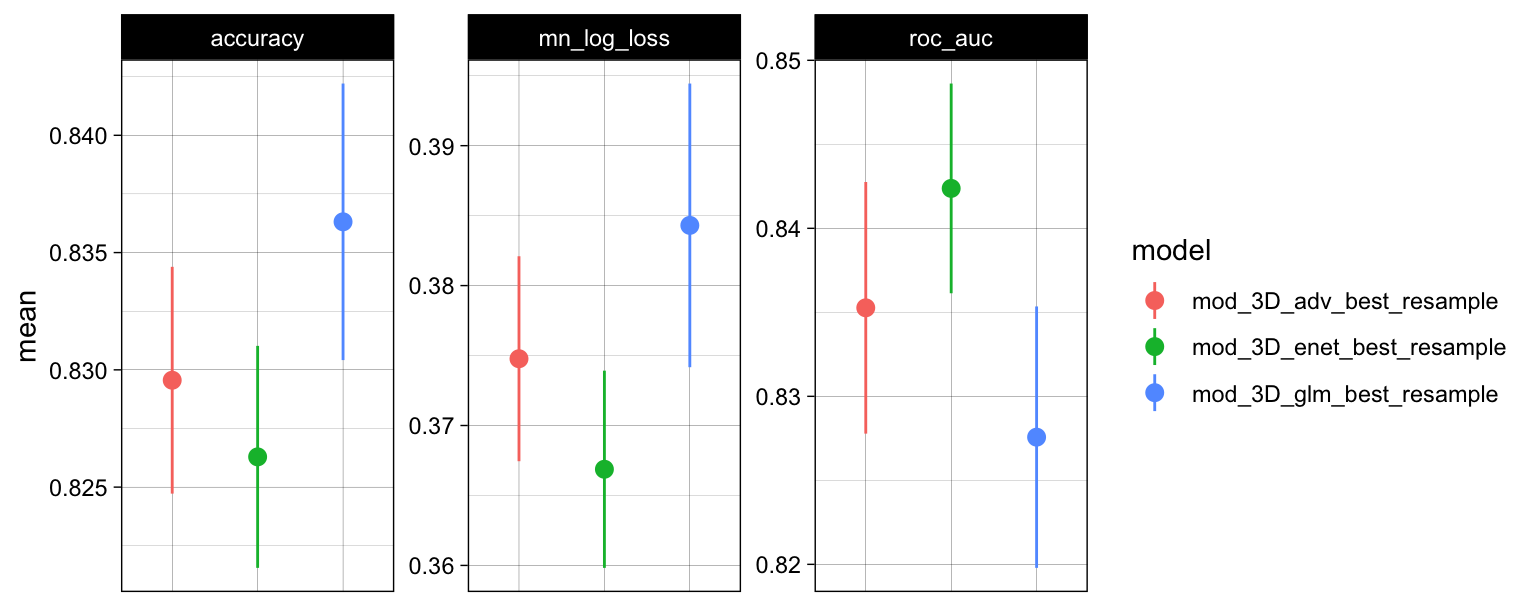 accuracy
mn_log_loss
roc_auc
mean
0.840
0.835
0.830
0.825
0.39
0.38
0.37
0.36
0.85
0.84
0.83
0.82
model
mod_3D_adv_best_resample
mod_3D_enet_best_resample
mod_3D_glm_best_resample